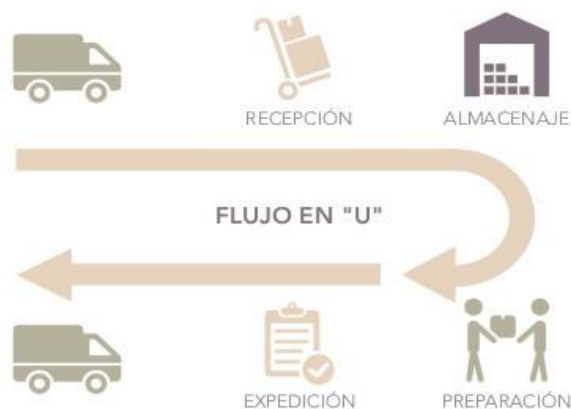 RECEPCIÓN
ALMACENAJE
FLUJO EN "U"
EXPEDICIÓN
PREPARACIÓN